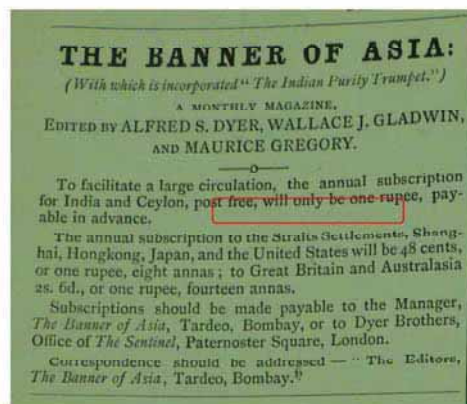 THE BANNER OF ASIA:
(With which is incorporated "The Indian Purity Trumpet.")
A MONTHLY MAGAZINE,
EDITED BY ALFRED S. DYER, WALLACE J. GLADWIN,
AND MAURICE GREGORY.
To facilitate a large circulation, the annual subscription
for India and Ceylon, post free, will only be one rupee, pay-
able in advance.
The annual subscription to the Straits Settlements, Shang-
hai, Hongkong, Japan, and the United States will be 48 cents,
or one rupee, eight annas; to Great Britain and Australasia
2s. 6d., or one rupee, fourteen annas.
Subscriptions should be made payable to the Manager,
The Banner of Asia, Tardeo, Bombay, or to Dyer Brothers,
Office of The Sentinel, Paternoster Square, London.
Correspondence should be addressed — "The Editors,
The Banner of Asia, Tardeo, Bombay."